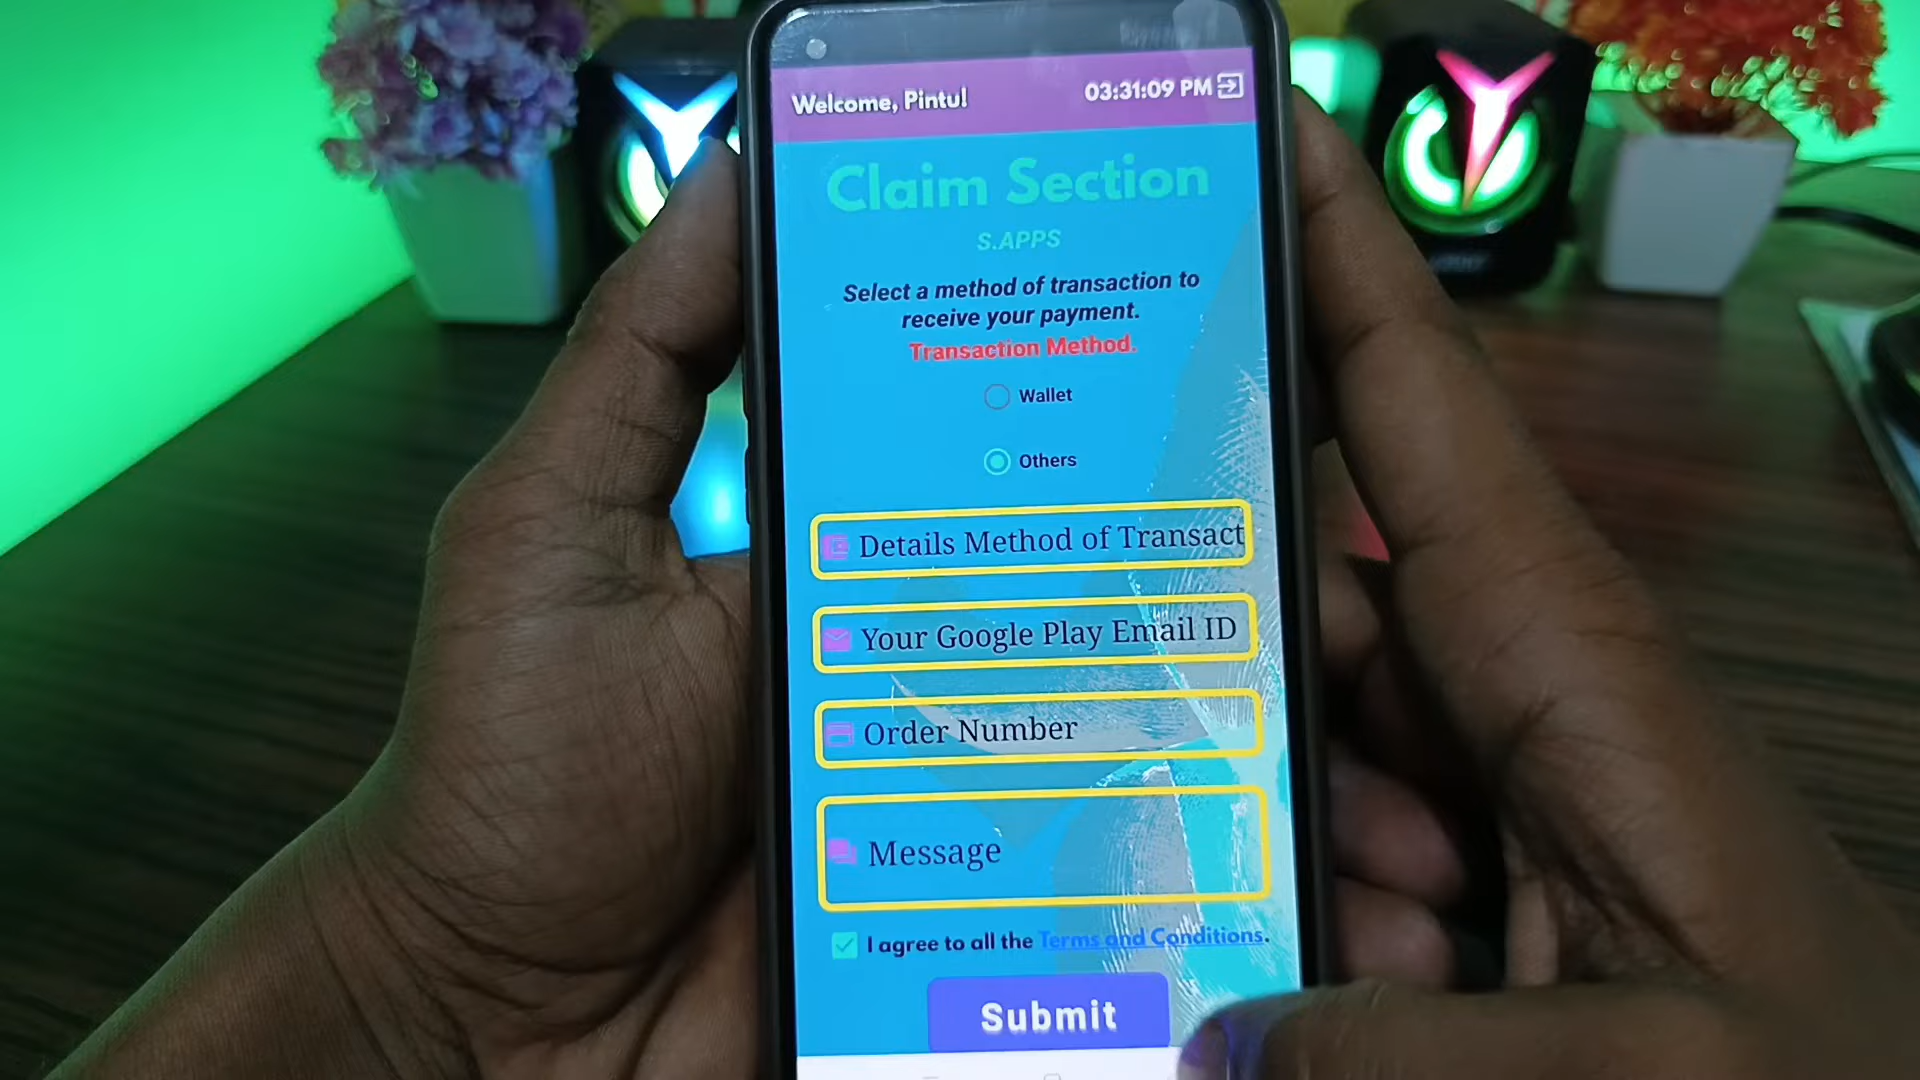 Welcome, Pintu!
03:31:09 PM
Claim Section
S.APPS
Select a method of transaction to
receive your payment.
Transaction Method.
Wallet
Others
Details Method of Transact
Your Google Play Email ID
Order Number
Message
I agree to all the Terms and Conditions.
Submit